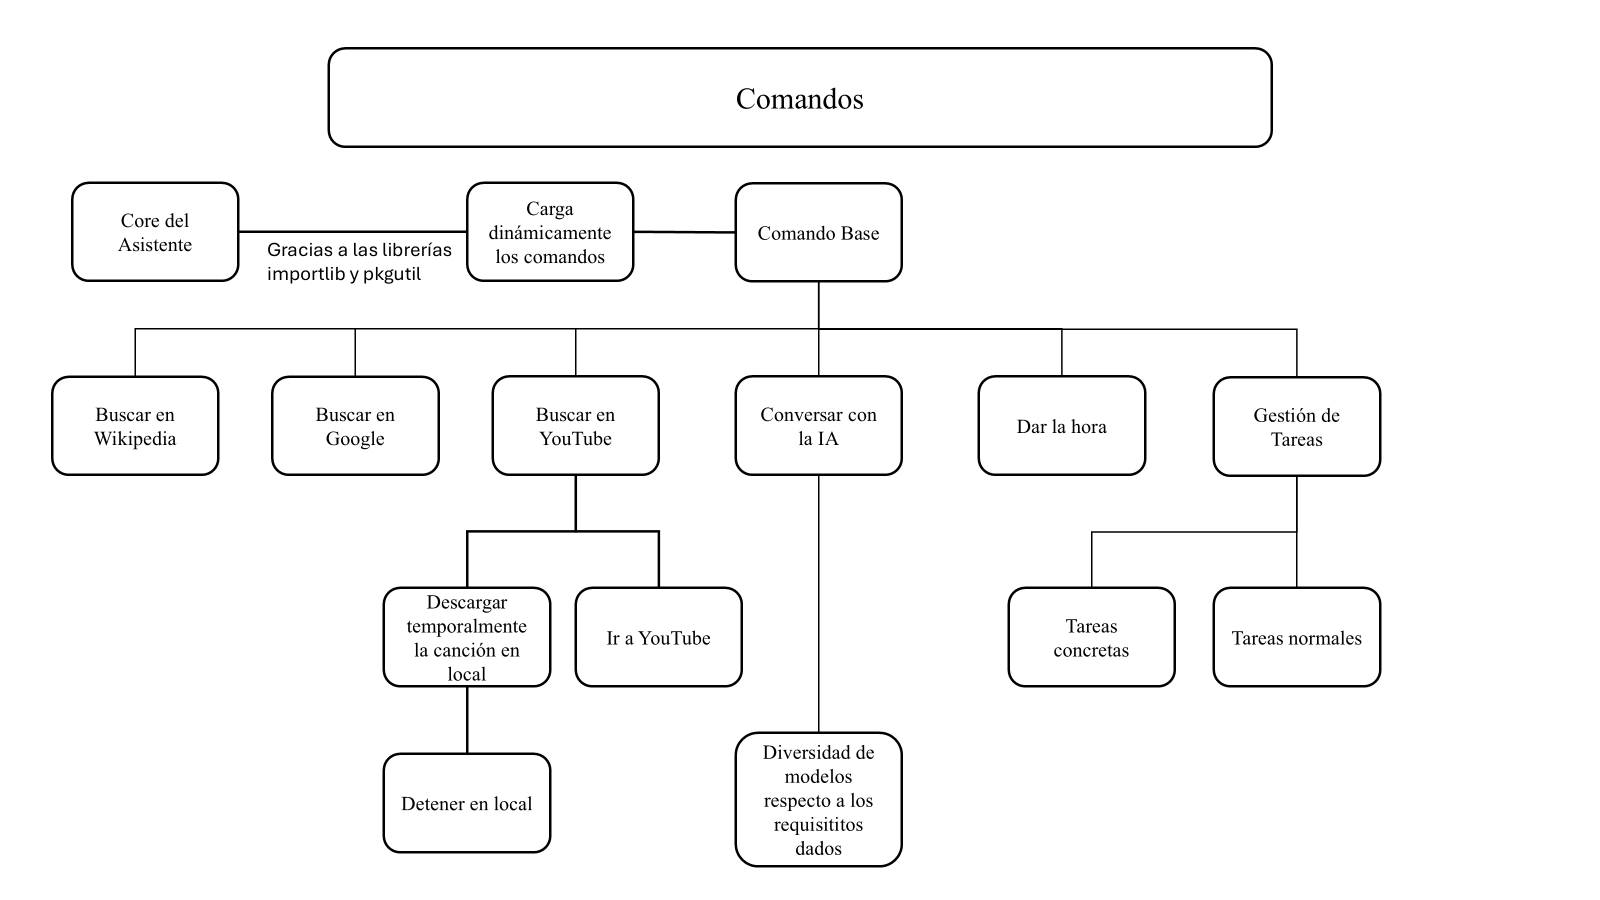 Comandos
Core del
Asistente
Gracias a las librerías
importlib y pkgutil
Carga
dinámicamente
los comandos
Comando Base
Buscar en
Wikipedia
Buscar en
Google
Buscar en
YouTube
Conversar con
la IA
Dar la hora
Gestión de
Tareas
Descargar
temporalmente
la canción en
local
Ir a YouTube
Tareas
concretas
Tareas normales
Detener en local
Diversidad de
modelos
respecto a los
requisititos
dados